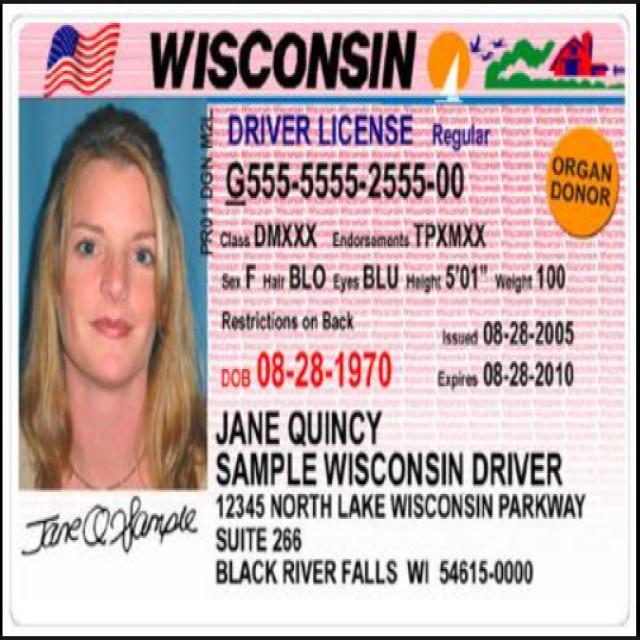 WISCONSIN
DRIVER LICENSE Regular
G555-5555-2555-00
ORGAN
DONOR
PR01 DGN M2L
Class DMXXX Endorsements TPXMXX
Sex F Hair BLO Eyes BLU Height 5'01" Weight 100
Restrictions on Back
Issued 08-28-2005
DOB 08-28-1970
Expires 08-28-2010
JANE QUINCY
SAMPLE WISCONSIN DRIVER
12345 NORTH LAKE WISCONSIN PARKWAY
SUITE 266
BLACK RIVER FALLS WI 54615-0000
Jane Q Sample